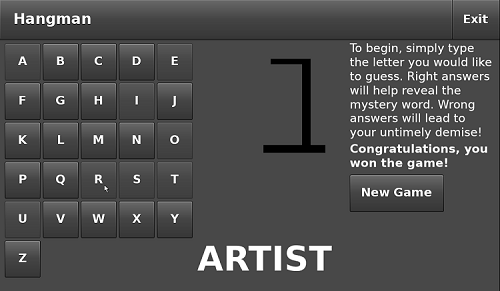 Hangman
Exit
A B C D E
F G H I J
K L M N O
P Q R S T
U V W X Y
Z
1
To begin, simply type
the letter you would like
to guess. Right answers
will help reveal the
mystery word. Wrong
answers will lead to
your untimely demise!
Congratulations, you
won the game!
New Game
ARTIST